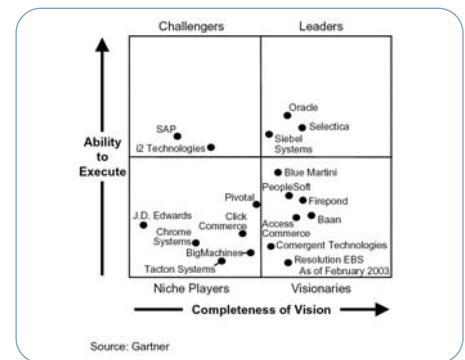 Challengers
Leaders
Oracle
Selectica
Siebel
Systems
SAP
i2 Technologies
Ability
to
Execute
Blue Martini
PeopleSoft
Firepond
Pivotal
Baan
J.D. Edwards
Click
Commerce
Access
Commerce
Chrome
Systems
Comergent Technologies
BigMachines
Resolution EBS
Tacton Systems
As of February 2003
Niche Players
Visionaries
Completeness of Vision
Source: Gartner